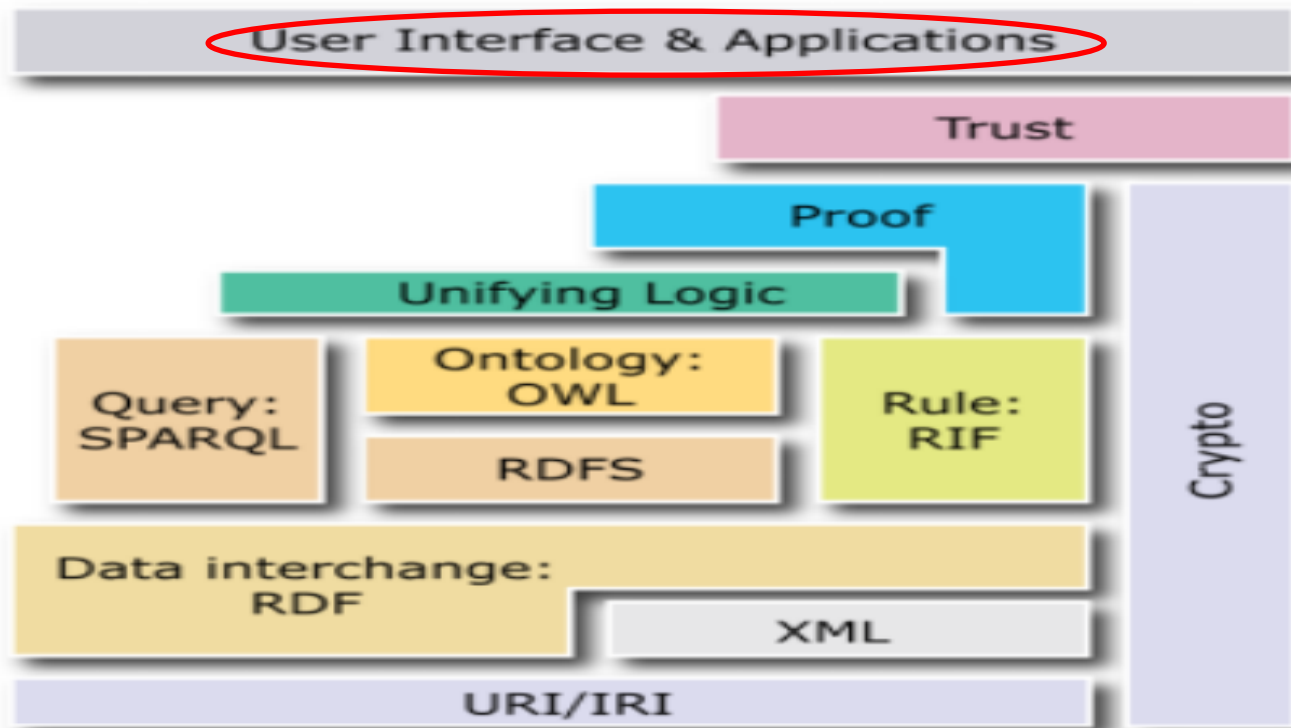 User Interface & Applications
Trust
Proof
Unifying Logic
Query:
SPARQL
Ontology:
OWL
RDFS
Rule:
RIF
Crypto
Data interchange:
RDF
XML
URI/IRI